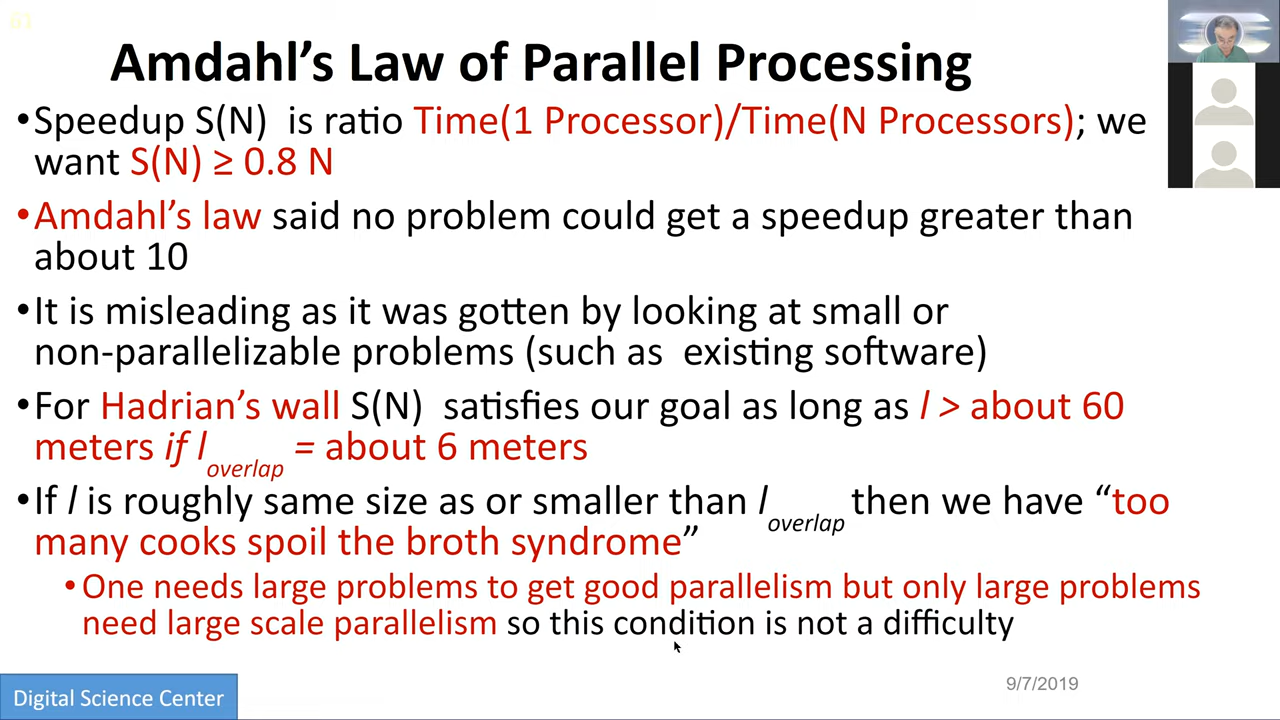 Amdahl's Law of Parallel Processing
•Speedup S(N) is ratio Time(1 Processor)/Time(N Processors); we
want S(N) ≥ 0.8 N
•Amdahl's law said no problem could get a speedup greater than
about 10
•It is misleading as it was gotten by looking at small or
non-parallelizable problems (such as existing software)
•For Hadrian's wall S(N) satisfies our goal as long as l > about 60
meters if l overlap = about 6 meters
•If l is roughly same size as or smaller than l overlap then we have “too
many cooks spoil the broth syndrome”
•One needs large problems to get good parallelism but only large problems
need large scale parallelism so this condition is not a difficulty
Digital Science Center
9/7/2019